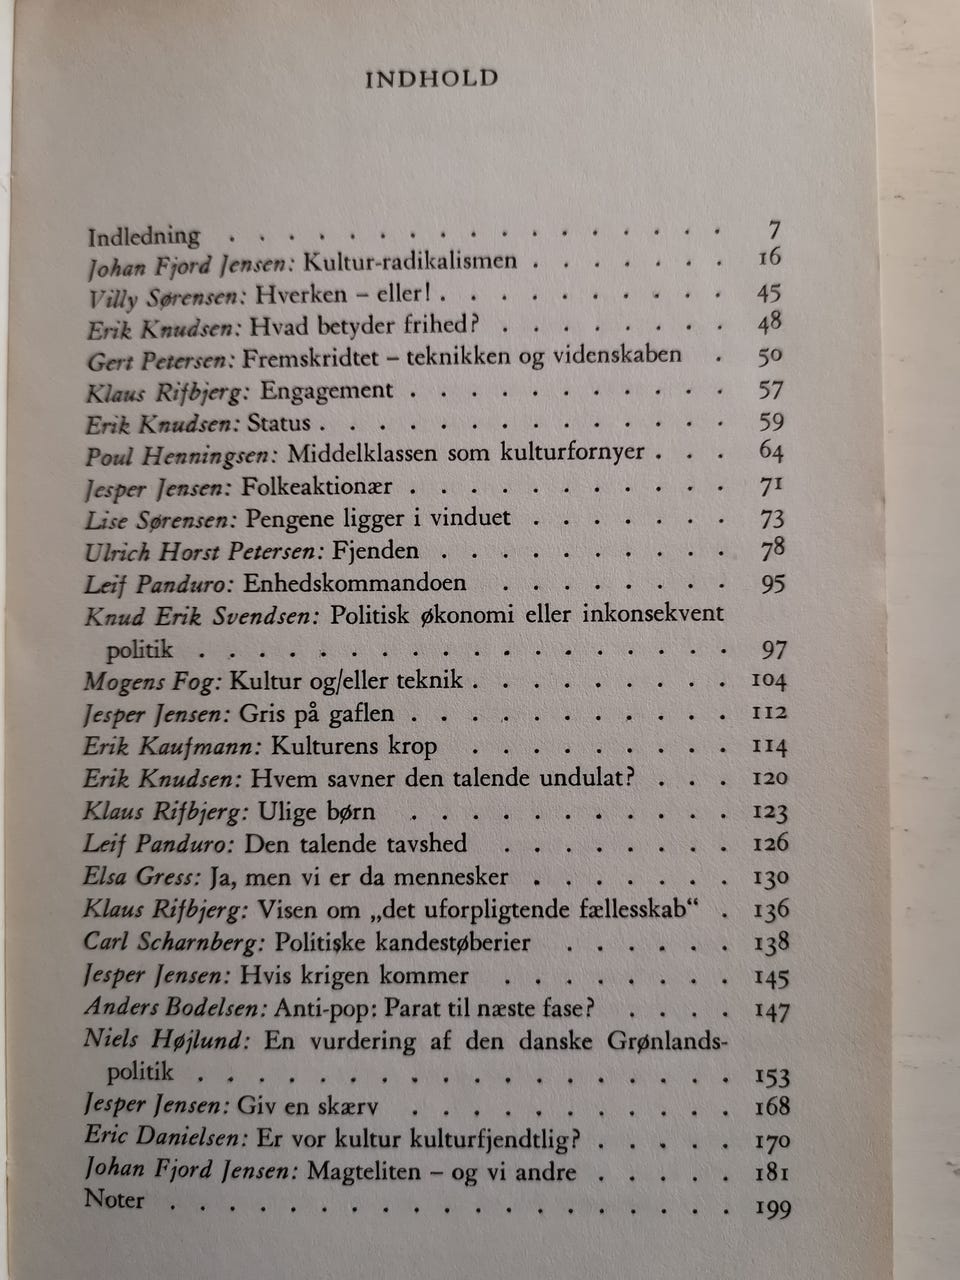 INDHOLD
Indledning . . . . . . . . . . . . . . . . . 7
Johan Fjord Jensen: Kultur-radikalismen . . . . . . . 16
Villy Sørensen: Hverken – eller! . . . . . . . . . . 45
Erik Knudsen: Hvad betyder frihed? . . . . . . . . 48
Gert Petersen: Fremskridtet – teknikken og videnskaben . 50
Klaus Rifbjerg: Engagement . . . . . . . . . . . 57
Erik Knudsen: Status . . . . . . . . . . . . . . 59
Poul Henningsen: Middelklassen som kulturfornyer . . . 64
Jesper Jensen: Folkeaktionær . . . . . . . . . . . 71
Lise Sørensen: Pengene ligger i vinduet . . . . . . . 73
Ulrich Horst Petersen: Fjenden . . . . . . . . . . 78
Leif Panduro: Enhedskommandoen . . . . . . . . 95
Knud Erik Svendsen: Politisk økonomi eller inkonsekvent
politik . . . . . . . . . . . . . . . . . . 97
Mogens Fog: Kultur og/eller teknik . . . . . . . . . 104
Jesper Jensen: Gris på gaflen . . . . . . . . . . . 112
Erik Kaufmann: Kulturens krop . . . . . . . . . 114
Erik Knudsen: Hvem savner den talende undulat? . . . 120
Klaus Rifbjerg: Ulige børn . . . . . . . . . . . 123
Leif Panduro: Den talende tavshed . . . . . . . . 126
Elsa Gress: Ja, men vi er da mennesker . . . . . . . 130
Klaus Rifbjerg: Visen om „det uforpligtende fællesskab“ . 136
Carl Scharnberg: Politiske kandestøberier . . . . . . 138
Jesper Jensen: Hvis krigen kommer . . . . . . . . 145
Anders Bodelsen: Anti-pop: Parat til næste fase? . . . . 147
Niels Højlund: En vurdering af den danske Grønlands-
politik . . . . . . . . . . . . . . . . . . 153
Jesper Jensen: Giv en skærv . . . . . . . . . . . 168
Eric Danielsen: Er vor kultur kulturfjendtlig? . . . . . 170
Johan Fjord Jensen: Magteliten – og vi andre . . . . . 181
Noter . . . . . . . . . . . . . . . . . . . 199